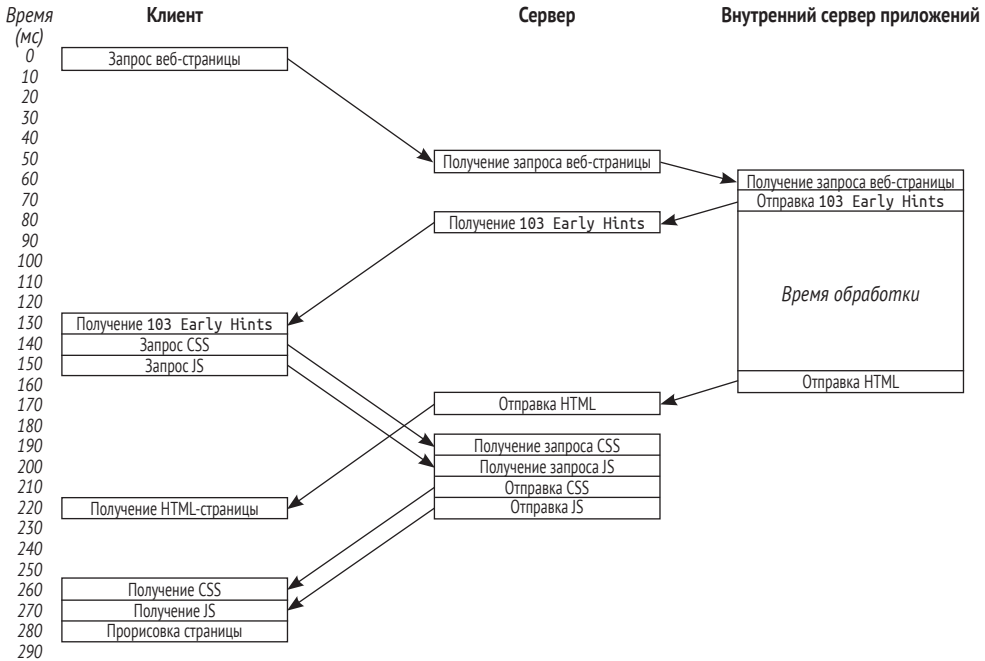 Время (мс)
Клиент
Сервер
Внутренний сервер приложений
0
Запрос веб-страницы
10
20
30
40
50
Получение запроса веб-страницы
60
Получение запроса веб-страницы
70
Отправка 103 Early Hints
80
Получение 103 Early Hints
90
100
110
Время обработки
120
130
Получение 103 Early Hints
140
Запрос CSS
150
Запрос JS
160
Отправка HTML
170
Отправка HTML
180
190
Получение запроса CSS
200
Получение запроса JS
210
Отправка CSS
220
Получение HTML-страницы
Отправка JS
230
240
250
260
Получение CSS
270
Получение JS
280
Прорисовка страницы
290